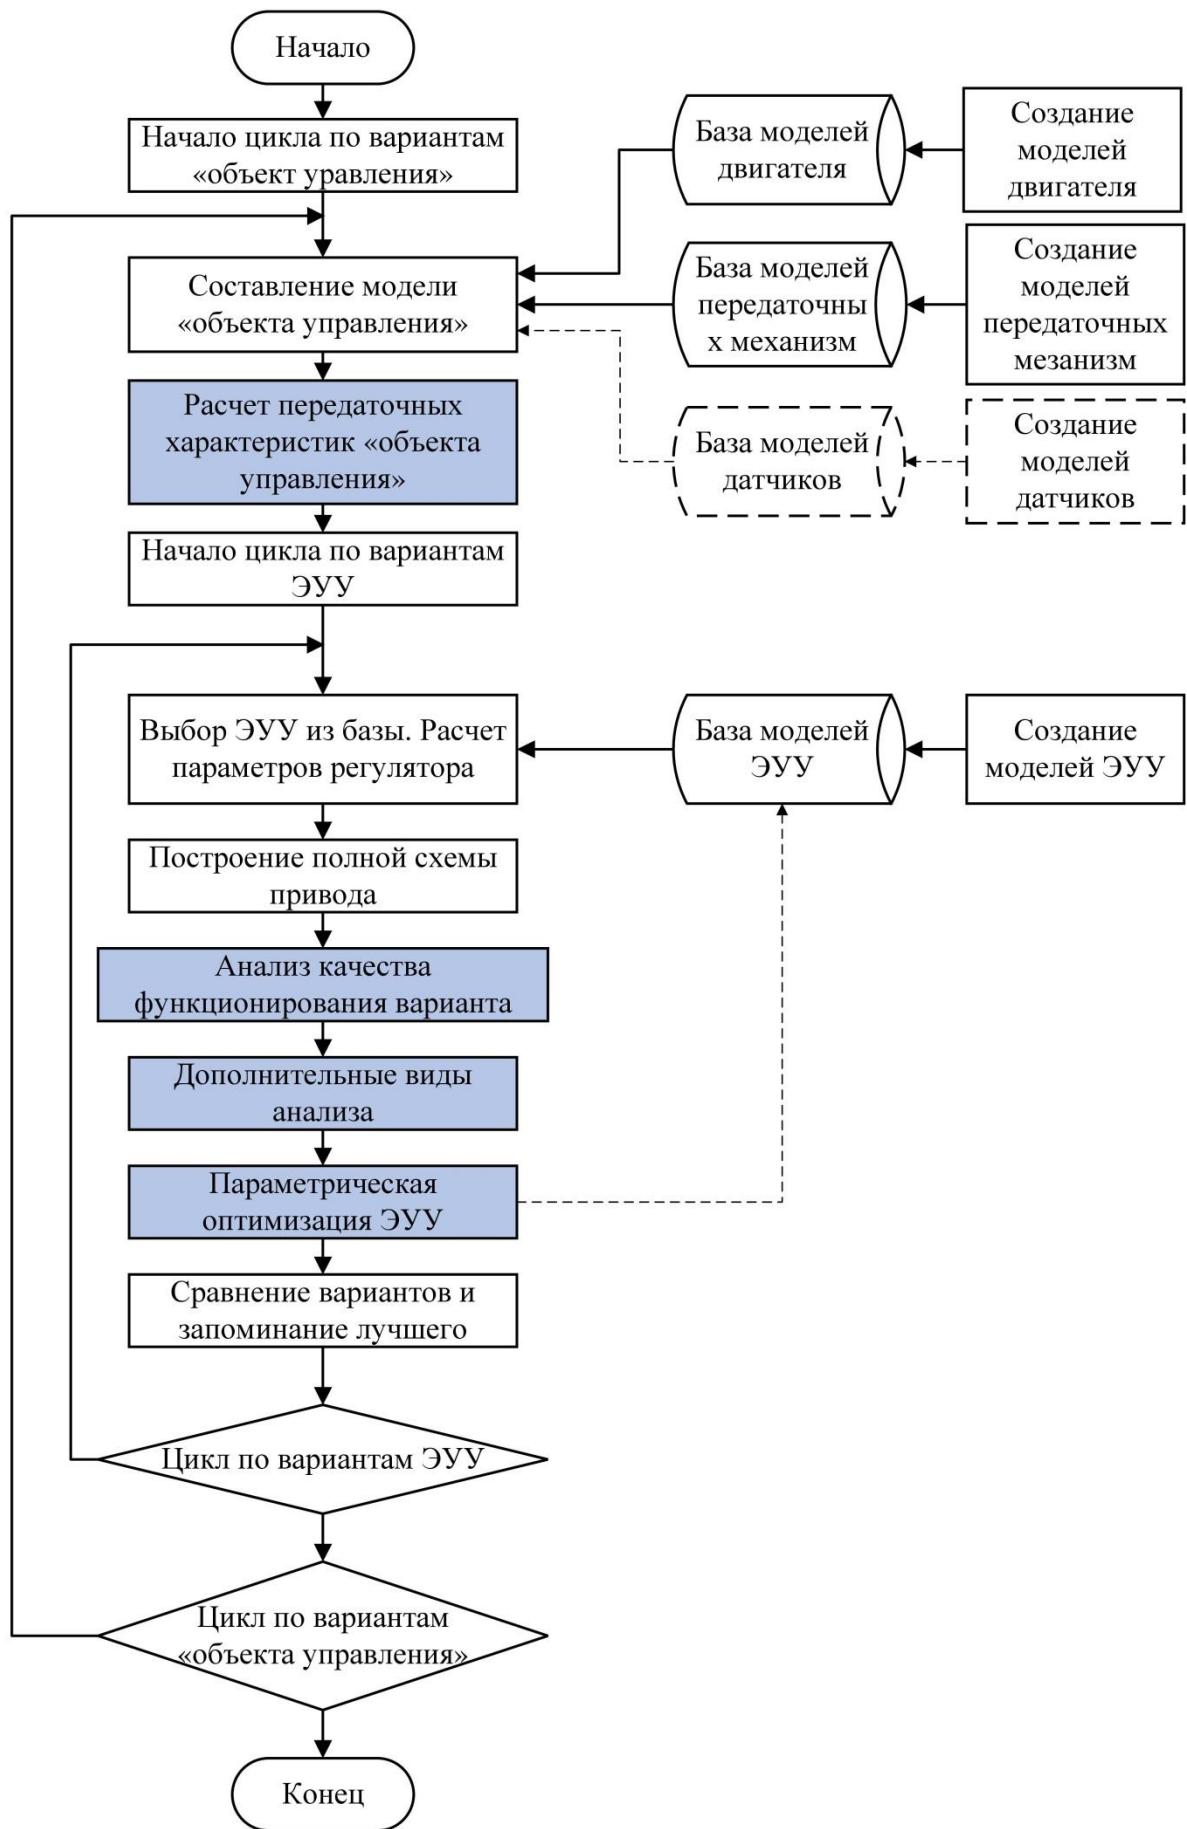 Начало
Начало цикла по вариантам
«объект уравления»
База моделей
двигателя
Создание
моделей
двигателя
Составление модели
«объекта управления»
База моделей
передаточны
х механизм
Создание
моделей
передаточных
мезанизм
Расчет передаточных
характеристик «объекта
управления»
База моделей
датчиков
Создание
моделей
датчиков
Начало цикла по вариантам
ЭУУ
Выбор ЭУУ из базы. Расчет
параметров регулятора
База моделей
ЭУУ
Создание
моделей ЭУУ
Построение полной схемы
привода
Анализ качества
функционирования варианта
Дополнительные виды
анализа
Параметрическая
оптимизация ЭУУ
Сравнение вариантов и
запоминание лучшего
Цикл по вариантам ЭУУ
Цикл по вариантам
«объекта управления»
Конец